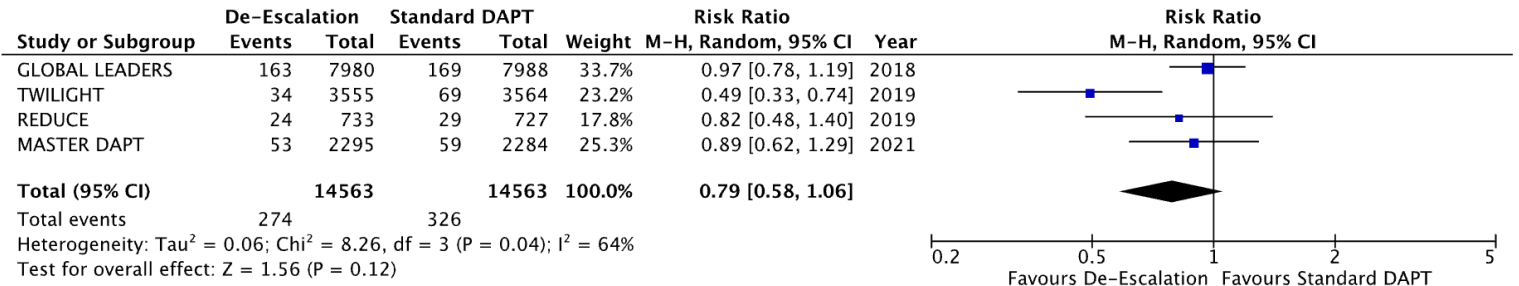 De-Escalation Standard DAPT Risk Ratio Risk Ratio
Study or Subgroup Events Total Events Total Weight M-H, Random, 95% CI Year M-H, Random, 95% CI
GLOBAL LEADERS 163 7980 169 7988 33.7% 0.97 [0.78, 1.19] 2018
TWILIGHT 34 3555 69 3564 23.2% 0.49 [0.33, 0.74] 2019
REDUCE 24 733 29 727 17.8% 0.82 [0.48, 1.40] 2019
MASTER DAPT 53 2295 59 2284 25.3% 0.89 [0.62, 1.29] 2021
Total (95% CI) 14563 14563 100.0% 0.79 [0.58, 1.06]
Total events 274 326
Heterogeneity: Tau² = 0.06; Chi² = 8.26, df = 3 (P = 0.04); I² = 64%
Test for overall effect: Z = 1.56 (P = 0.12)
0.2 0.5 1 2 5
Favours De-Escalation Favours Standard DAPT